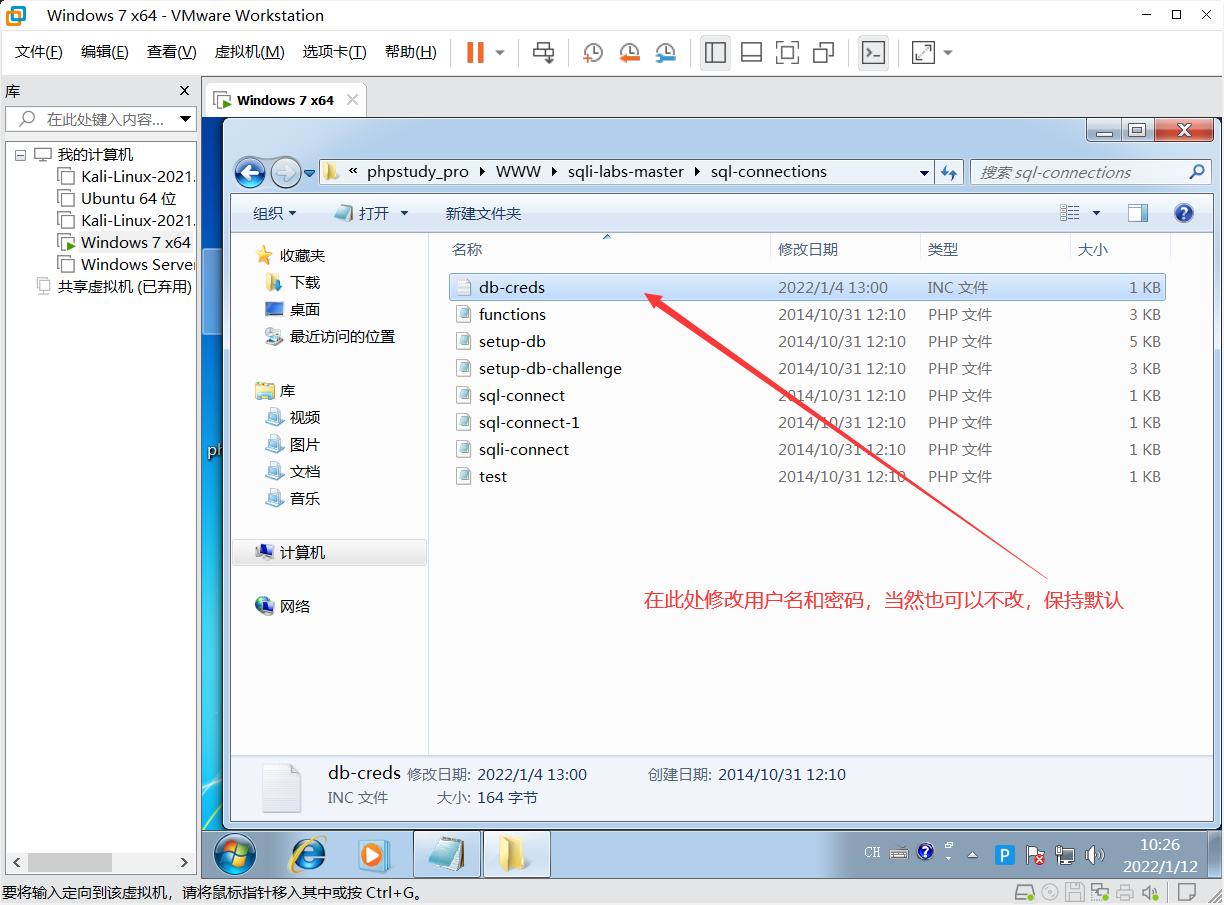 Windows 7 x64 - VMware Workstation
文件(F) 编辑(E) 查看(V) 虚拟机(M) 选项卡(T) 帮助(H)
库
在此处键入内容...
我的计算机
Kali-Linux-2021.
Ubuntu 64 位
Kali-Linux-2021.
Windows 7 x64
Windows Server
共享虚拟机 (已弃用)
Windows 7 x64
« phpstudy_pro WWW sqli-labs-master sql-connections
搜索 sql-connections
组织 打开 新建文件夹
收藏夹
下载
桌面
最近访问的位置
库
视频
图片
文档
音乐
计算机
网络
名称 修改日期 类型 大小
db-creds 2022/1/4 13:00 INC 文件 1 KB
functions 2014/10/31 12:10 PHP 文件 3 KB
setup-db 2014/10/31 12:10 PHP 文件 5 KB
setup-db-challenge 2014/10/31 12:10 PHP 文件 3 KB
sql-connect 2014/10/31 12:10 PHP 文件 1 KB
sql-connect-1 2014/10/31 12:10 PHP 文件 1 KB
sqli-connect 2014/10/31 12:10 PHP 文件 1 KB
test 2014/10/31 12:10 PHP 文件 1 KB
在此处修改用户名和密码，当然也可以不改，保持默认
ph
db-creds 修改日期: 2022/1/4 13:00 创建日期: 2014/10/31 12:10
INC 文件 大小: 164 字节
CH
P
10:26
2022/1/12
要将输入定向到该虚拟机，请将鼠标指针移入其中或按 Ctrl+G。